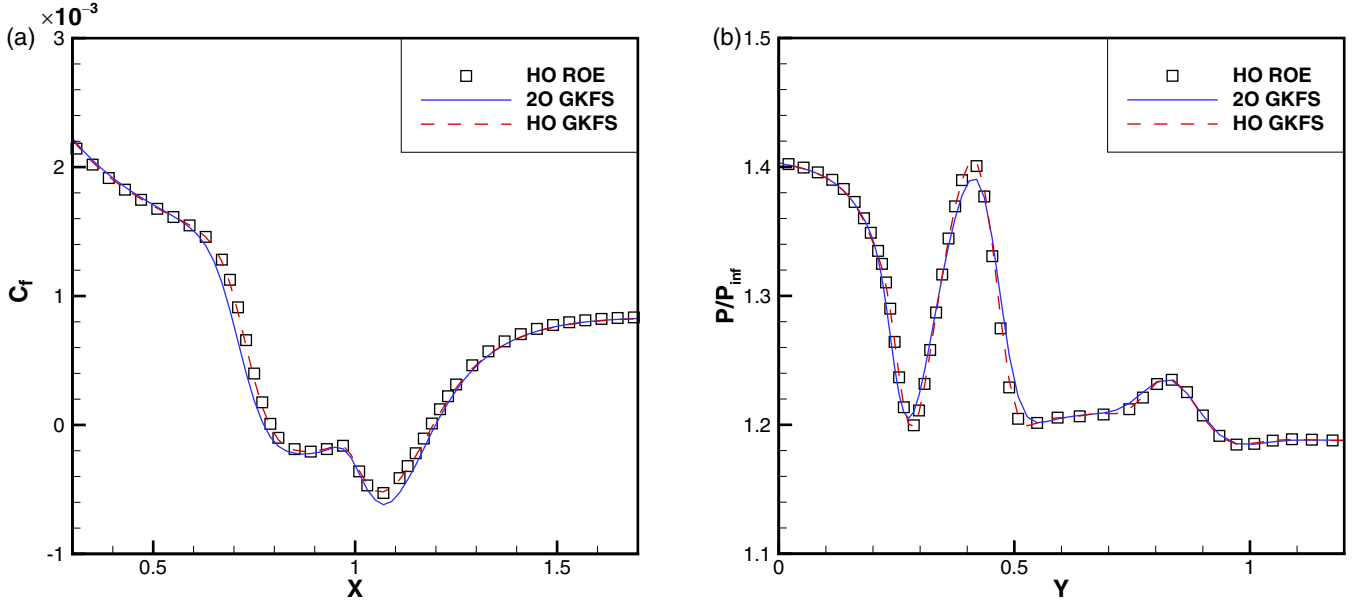 ×10⁻³
(a)
3
2
1
0
-1
0.5
1
1.5
C_f
X
HO ROE
2O GKFS
HO GKFS
(b)
1.5
1.4
1.3
1.2
1.1
0
0.5
1
P/P_inf
Y
HO ROE
2O GKFS
HO GKFS